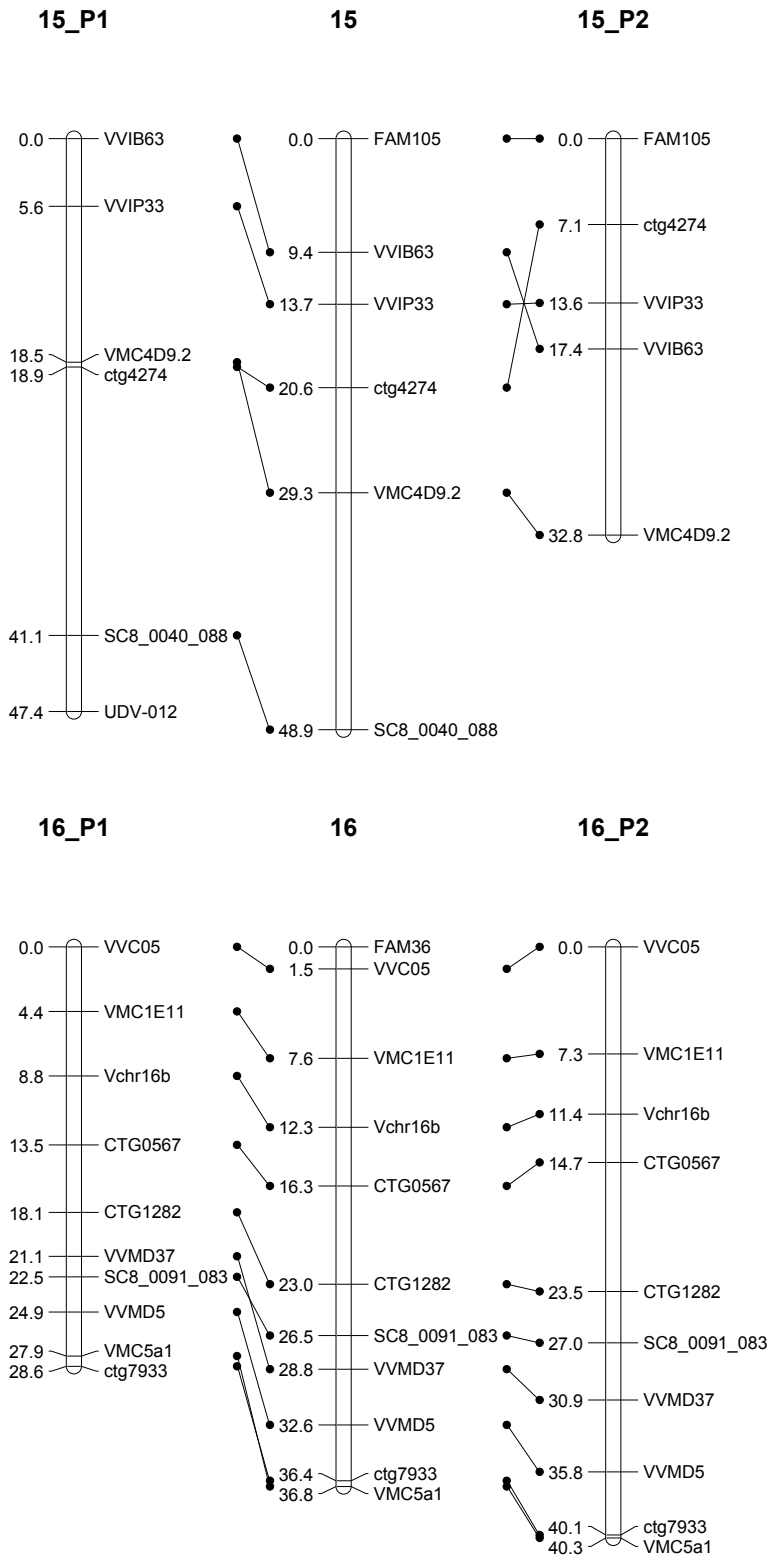 15_P1
15
15_P2
0.0 VVIB63
5.6 VVIP33
18.5 VMC4D9.2
18.9 ctg4274
41.1 SC8_0040_088
47.4 UDV-012
0.0 FAM105
9.4 VVIB63
13.7 VVIP33
20.6 ctg4274
29.3 VMC4D9.2
48.9 SC8_0040_088
0.0 FAM105
7.1 ctg4274
13.6 VVIP33
17.4 VVIB63
32.8 VMC4D9.2
16_P1
16
16_P2
0.0 VVC05
4.4 VMC1E11
8.8 Vchr16b
13.5 CTG0567
18.1 CTG1282
21.1 VVMD37
22.5 SC8_0091_083
24.9 VVMD5
27.9 VMC5a1
28.6 ctg7933
0.0 FAM36
1.5 VVC05
7.6 VMC1E11
12.3 Vchr16b
16.3 CTG0567
23.0 CTG1282
26.5 SC8_0091_083
28.8 VVMD37
32.6 VVMD5
36.4 ctg7933
36.8 VMC5a1
0.0 VVC05
7.3 VMC1E11
11.4 Vchr16b
14.7 CTG0567
23.5 CTG1282
27.0 SC8_0091_083
30.9 VVMD37
35.8 VVMD5
40.1 ctg7933
40.3 VMC5a1